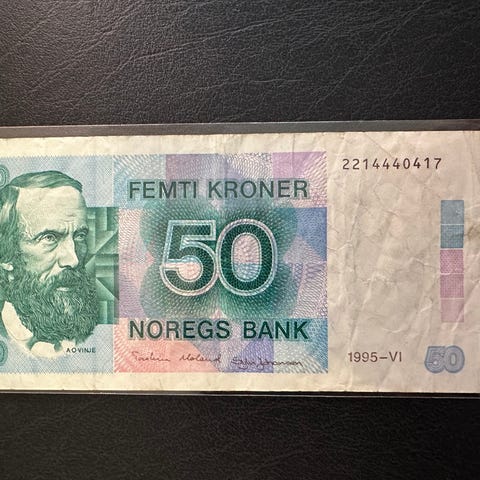 2214440417
FEMTI KRONER
50
NOREGS BANK
A O VINJE
1995-VI
50